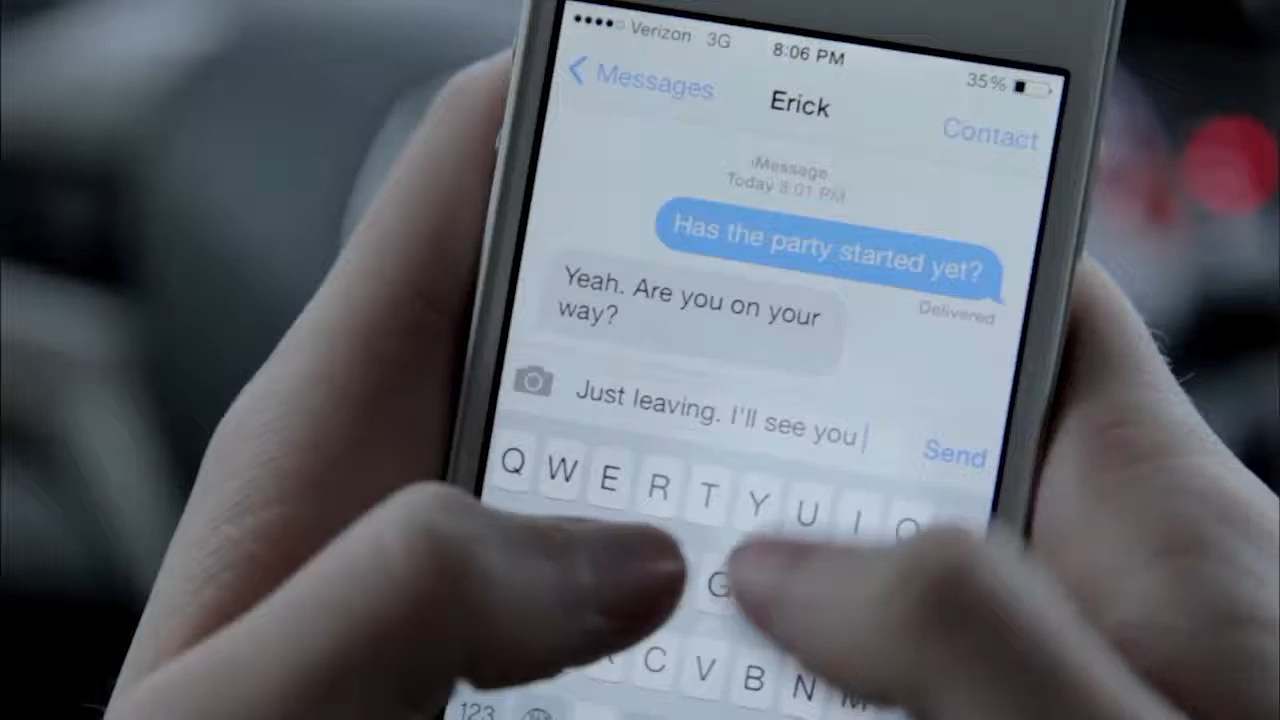 Verizon 3G 8:06 PM 35%
Messages Erick Contact
iMessage
Today 8:01 PM
Has the party started yet?
Delivered
Yeah. Are you on your
way?
Just leaving. I'll see you
Send
Q W E R T Y U I O
G
C V B N M
123